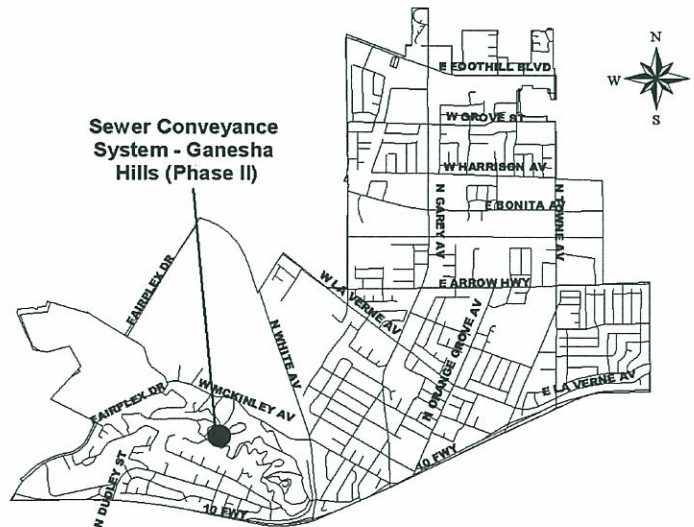 E FOOTHILL BLVD
N
W
S
W GROVE ST
Sewer Conveyance
System - Ganesha
Hills (Phase II)
W HARRISON AV
N GAREY AV
E BONITA AV
N TOWNE AV
FAIRPLEX DR
W LA VERNE AV
E ARROW HWY
N WHITE AV
N ORANGE GROVE AV
FAIRPLEX DR
W MCKINLEY AV
E LA VERNE AV
10 FWY
N DUDLEY ST
10 FWY